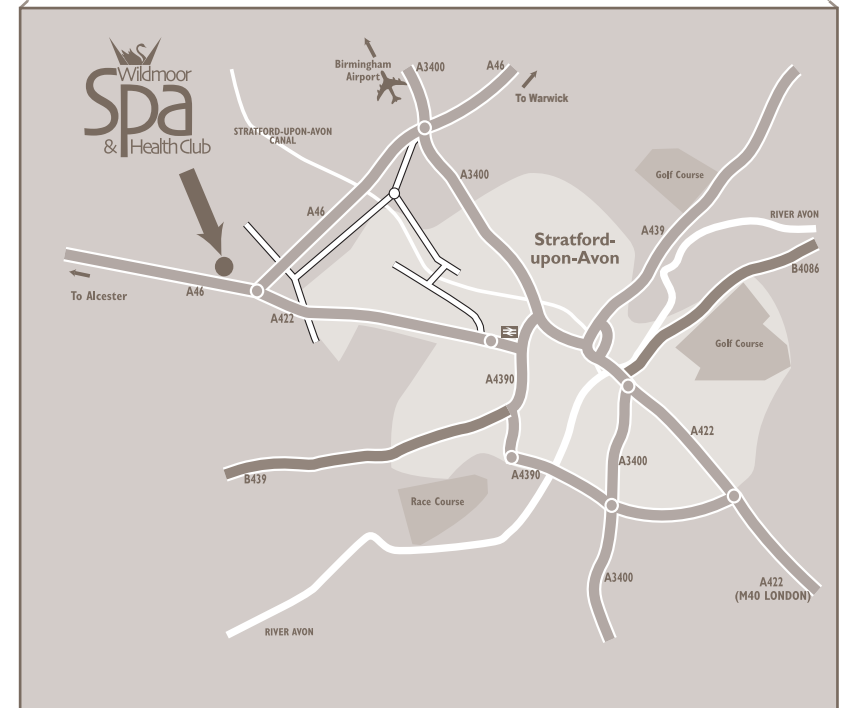 Wildmoor
Spa
& Health Club
Birmingham
Airport
A3400
A46
To Warwick
STRATFORD-UPON-AVON
CANAL
A3400
Golf Course
A46
A439
RIVER AVON
Stratford-
upon-Avon
B4086
To Alcester
A46
A422
Golf Course
A4390
A422
A3400
B439
A4390
Race Course
A3400
A422
(M40 LONDON)
RIVER AVON